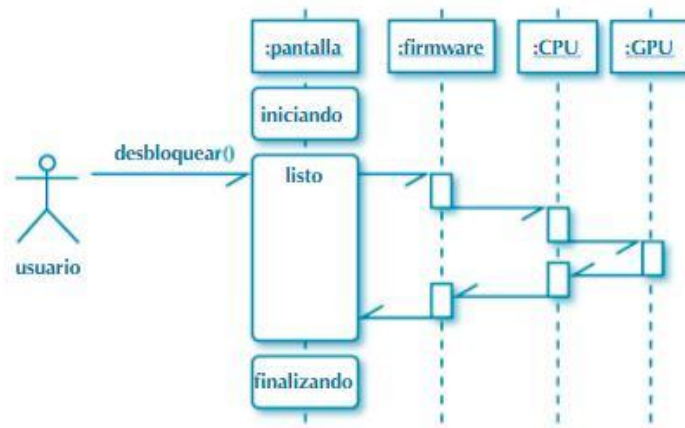 :pantalla
:firmware
:CPU
:GPU
iniciando
desbloquear()
listo
usuario
finalizando